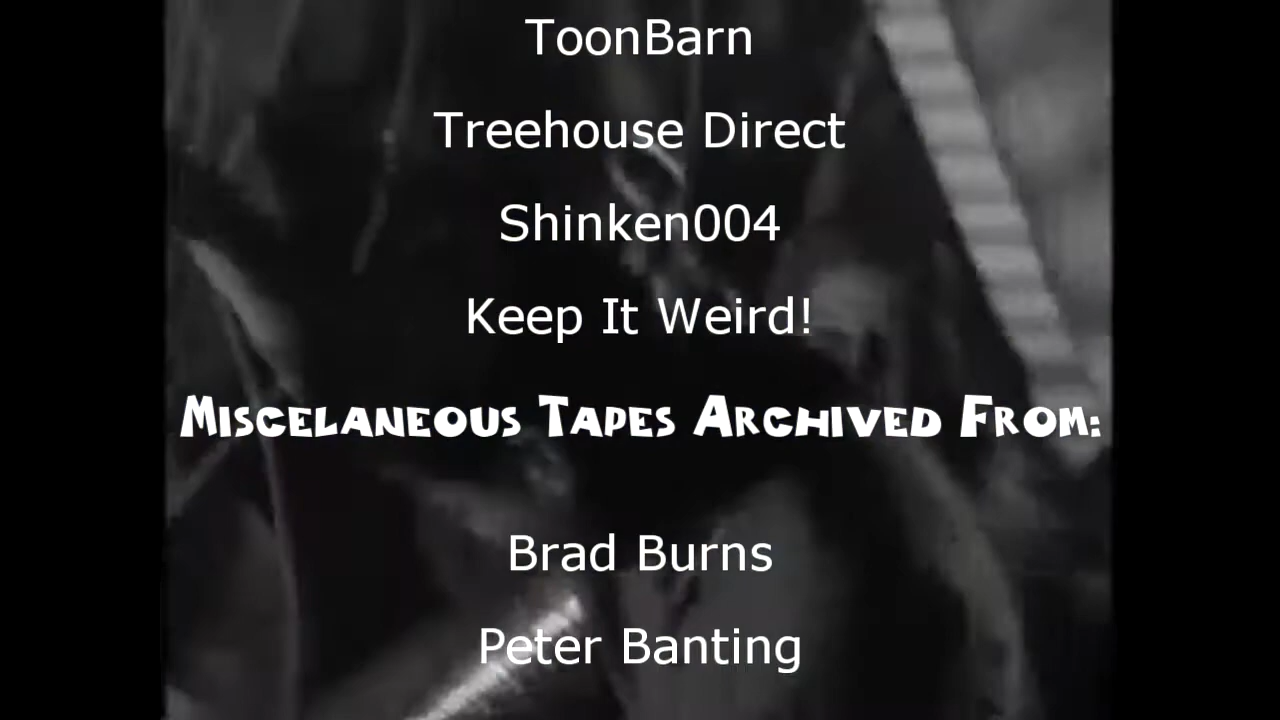 ToonBarn
Treehouse Direct
Shinken004
Keep It Weird!
Miscelaneous Tapes Archived From:
Brad Burns
Peter Banting